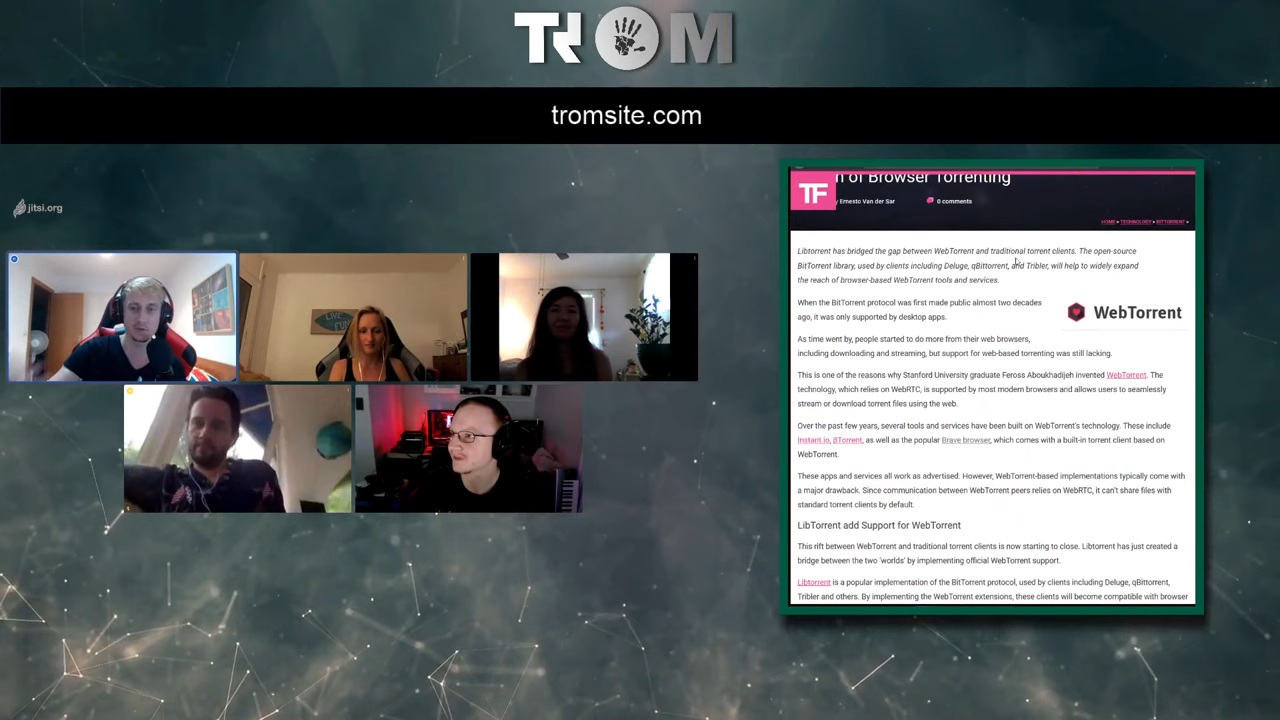 TROM
tromsite.com
jitsi.org
LIVE
n of Browser Torrenting
TF
Ernesto Van der Sar
0 comments
HOME » TECHNOLOGY » BITTORRENT »
Libtorrent has bridged the gap between WebTorrent and traditional torrent clients. The open-source
BitTorrent library, used by clients including Deluge, qBittorrent, and Tribler, will help to widely expand
the reach of browser-based WebTorrent tools and services.
When the BitTorrent protocol was first made public almost two decades
ago, it was only supported by desktop apps.
WebTorrent
As time went by, people started to do more from their web browsers,
including downloading and streaming, but support for web-based torrenting was still lacking.
This is one of the reasons why Stanford University graduate Feross Aboukhadijeh invented WebTorrent. The
technology, which relies on WebRTC, is supported by most modern browsers and allows users to seamlessly
stream or download torrent files using the web.
Over the past few years, several tools and services have been built on WebTorrent's technology. These include
Instant.io, βTorrent, as well as the popular Brave browser, which comes with a built-in torrent client based on
WebTorrent.
These apps and services all work as advertised. However, WebTorrent-based implementations typically come with
a major drawback. Since communication between WebTorrent peers relies on WebRTC, it can't share files with
standard torrent clients by default.
LibTorrent add Support for WebTorrent
This rift between WebTorrent and traditional torrent clients is now starting to close. Libtorrent has just created a
bridge between the two 'worlds' by implementing official WebTorrent support.
Libtorrent is a popular implementation of the BitTorrent protocol, used by clients including Deluge, qBittorrent,
Tribler and others. By implementing the WebTorrent extensions, these clients will become compatible with browser